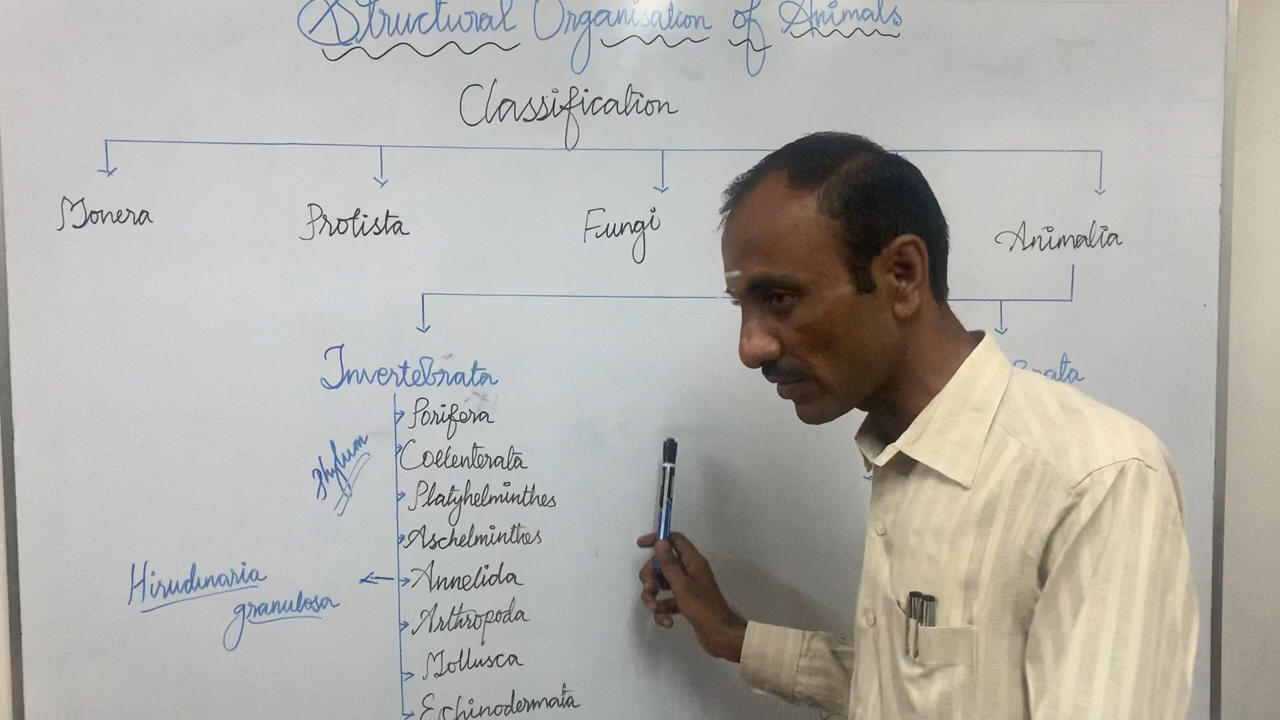 Structural Organisation of Animals
Classification
Monera Protista Fungi Animalia
Invertebrata
Phylum
Porifera
Coelenterata
Platyhelminthes
Aschelminthes
Annelida
Hirudinaria
granulosa
Arthropoda
Mollusca
Echinodermata